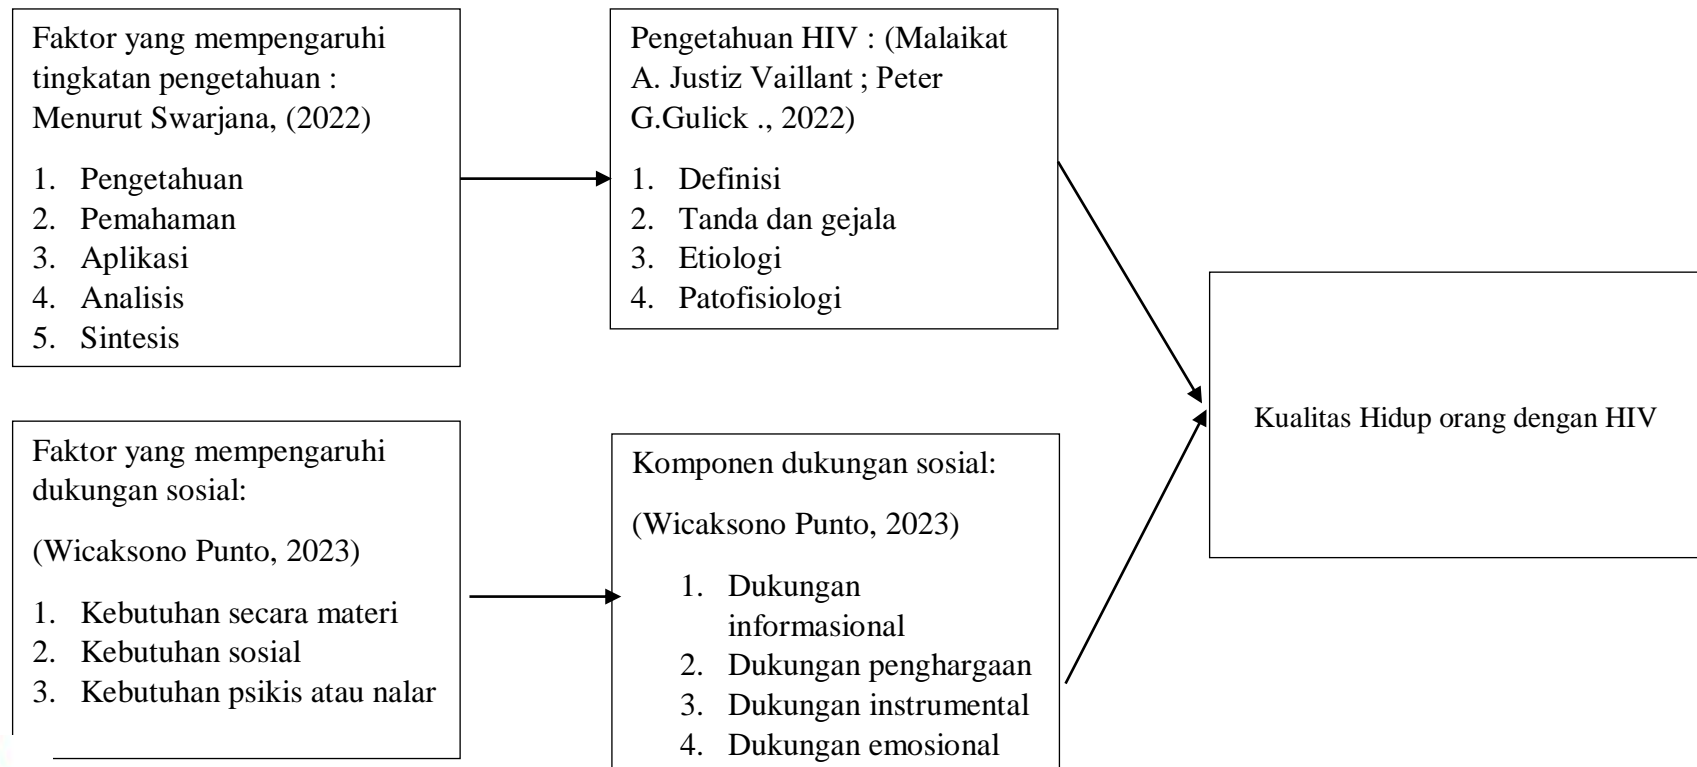 Faktor yang mempengaruhi
tingkatan pengetahuan :
Menurut Swarjana, (2022)
1. Pengetahuan
2. Pemahaman
3. Aplikasi
4. Analisis
5. Sintesis
Pengetahuan HIV : (Malaikat
A. Justiz Vaillant ; Peter
G.Gulick ., 2022)
1. Definisi
2. Tanda dan gejala
3. Etiologi
4. Patofisiologi
Faktor yang mempengaruhi
dukungan sosial:
(Wicaksono Punto, 2023)
1. Kebutuhan secara materi
2. Kebutuhan sosial
3. Kebutuhan psikis atau nalar
Komponen dukungan sosial:
(Wicaksono Punto, 2023)
1. Dukungan
informasional
2. Dukungan penghargaan
3. Dukungan instrumental
4. Dukungan emosional
Kualitas Hidup orang dengan HIV